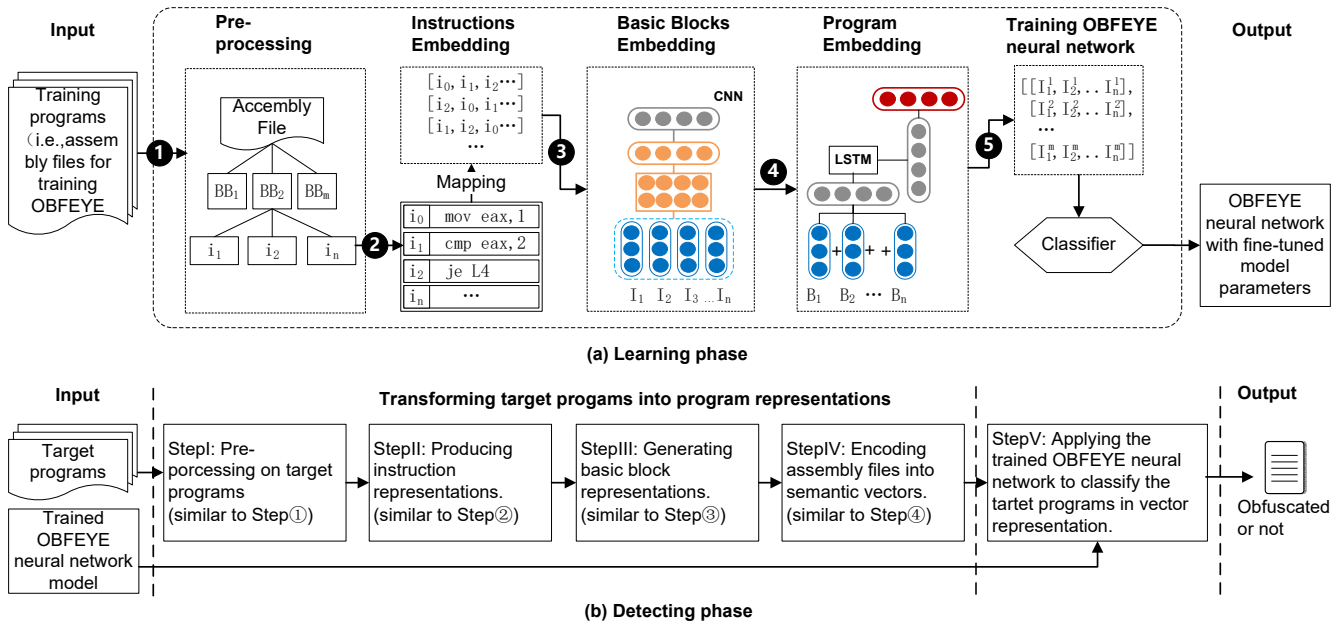 Input
Pre-
processing
Instructions
Embedding
Basic Blocks
Embedding
Program
Embedding
Training OBFEYE
neural network
Output
Training
programs
(i.e.,assem
bly files for
training
OBFEYE
1
Accembly
File
BB1
BB2
BBm
i1
i2
in
2
[i0, i1, i2⋯]
[i2, i0, i1⋯]
[i1, i2, i0⋯]
⋯
Mapping
i0 mov eax,1
i1 cmp eax,2
i2 je L4
in ⋯
3
CNN
I1 I2 I3 ... In
4
LSTM
+ + +
B1 B2 ⋯ Bn
5
[[I₁¹, I₂¹, .. Iₙ¹],
[I₁², I₂², .. Iₙ²],
⋯
[I₁ᵐ, I₂ᵐ, .. Iₙᵐ]]
Classifier
OBFEYE
neural network
with fine-tuned
model
parameters
(a) Learning phase
Input
Transforming target progams into program representations
Output
Target
programs
Trained
OBFEYE
neural network
model
StepI: Pre-
porcessing on target
programs
(similar to Step①)
StepII: Producing
instruction
representations.
(similar to Step②)
StepIII: Generating
basic block
representations.
(similar to Step③)
StepIV: Encoding
assembly files into
semantic vectors.
(similar to Step④)
StepV: Applying the
trained OBFEYE neural
network to classify the
tartet programs in vector
representation.
Obfuscated
or not
(b) Detecting phase